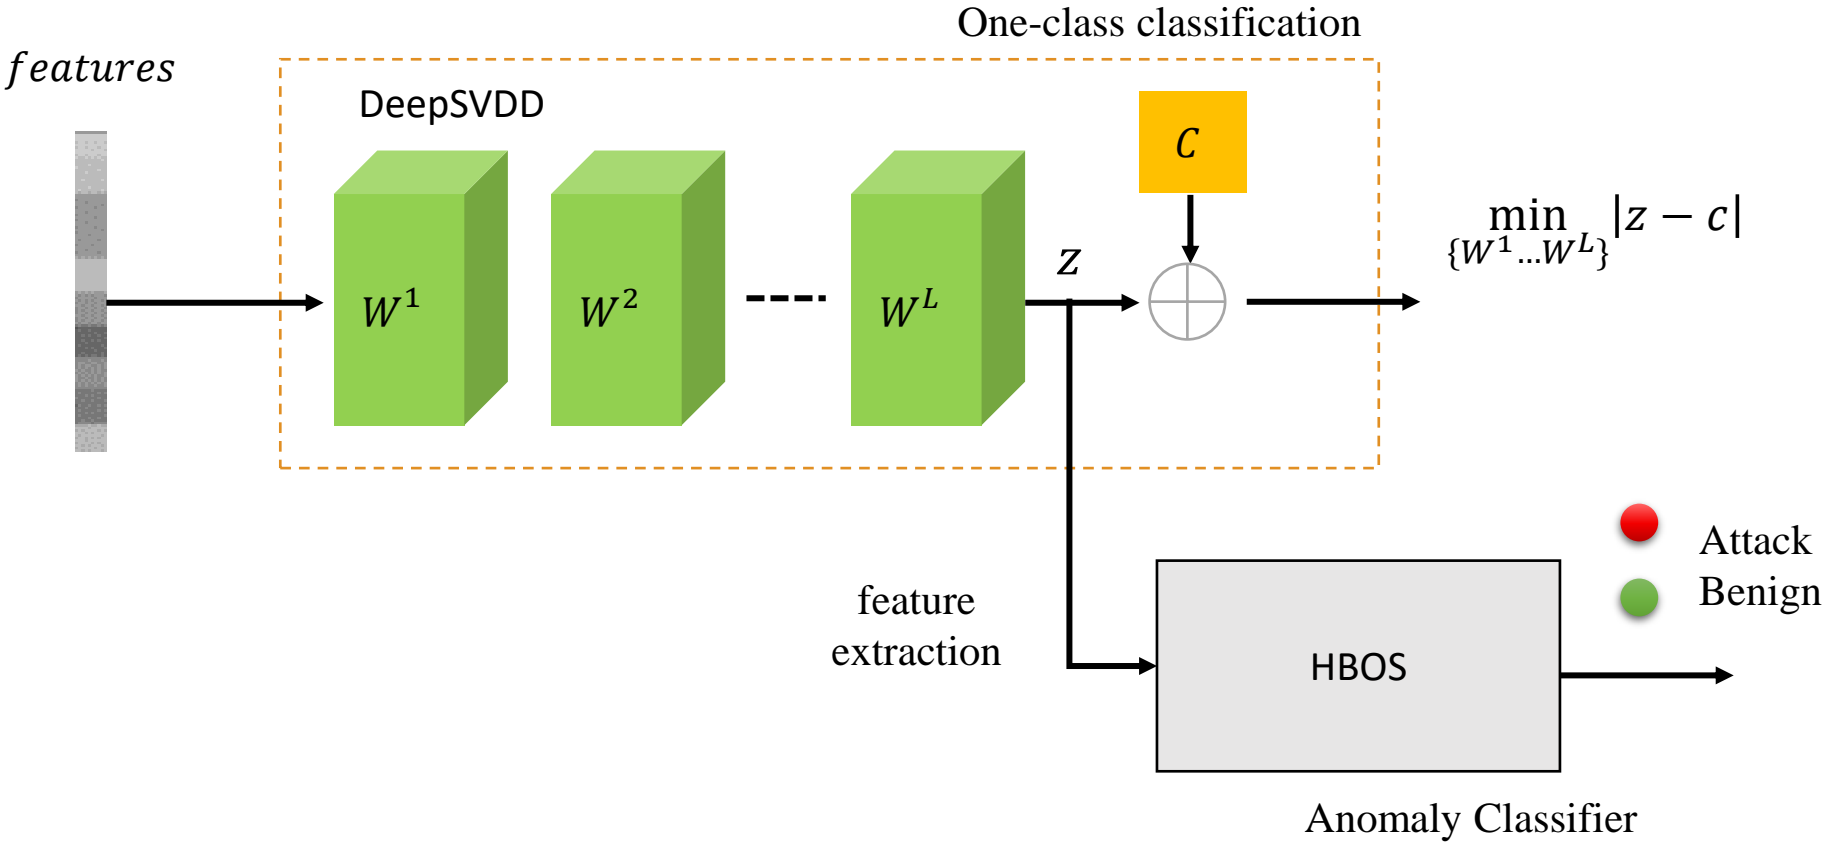 One-class classification
features
DeepSVDD
C
min |z − c|
{W¹…Wᴸ}
z
W¹
W²
Wᴸ
Attack
Benign
feature
extraction
HBOS
Anomaly Classifier